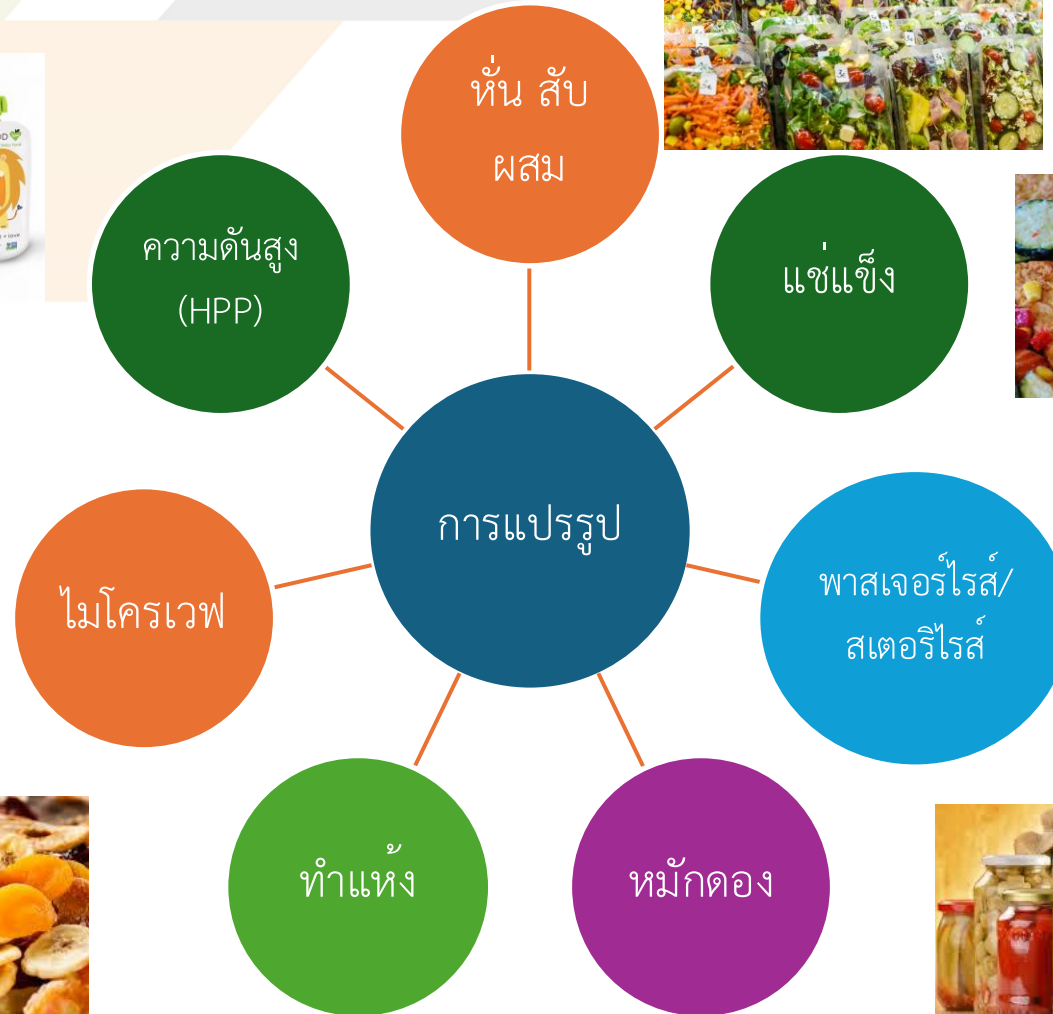 หั่น สับ
ผสม
ความดันสูง
(HPP)
แช่แข็ง
การแปรรูป
ไมโครเวฟ
พาสเจอร์ไรส์/
สเตอริไรส์
ทำแห้ง
หมักดอง